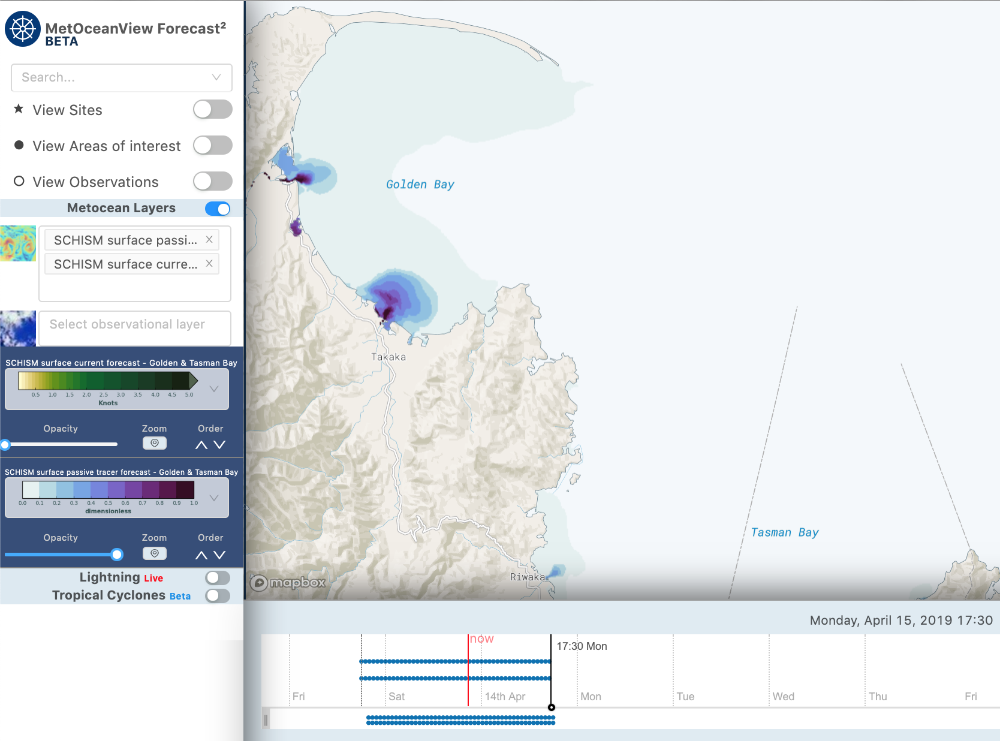 MetOceanView Forecast²
BETA
Search...
View Sites
View Areas of interest
View Observations
Metocean Layers
SCHISM surface passi...
SCHISM surface curre...
Select observational layer
SCHISM surface current forecast - Golden & Tasman Bay
0.5 1.0 1.5 2.0 2.5 3.0 3.5 4.0 4.5 5.0
Knots
Opacity Zoom Order
SCHISM surface passive tracer forecast - Golden & Tasman Bay
0.0 0.1 0.2 0.3 0.4 0.5 0.6 0.7 0.8 0.9 1.0
dimensionless
Opacity Zoom Order
Lightning Live
Tropical Cyclones Beta
Golden Bay
Takaka
Tasman Bay
Riwaka
mapbox
Monday, April 15, 2019 17:30
now
17:30 Mon
Fri Sat 14th Apr Mon Tue Wed Thu Fri